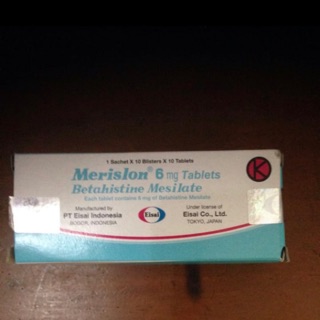 1 Sachet X 10 Blisters X 10 Tablets
Merislon® 6 mg Tablets
Betahistine Mesilate
Each tablet contains 6 mg of Betahistine Mesilate
Manufactured by
PT Eisai Indonesia
BOGOR, INDONESIA
Eisai
Under license of
Eisai Co., Ltd.
TOKYO, JAPAN
K